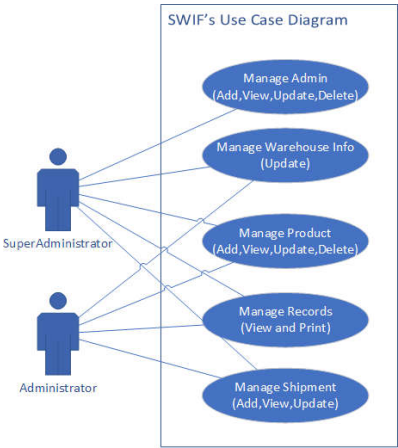 SWIF's Use Case Diagram
Manage Admin
(Add,View,Update,Delete)
Manage Warehouse Info
(Update)
SuperAdministrator
Manage Product
(Add,View,Update,Delete)
Manage Records
(View and Print)
Administrator
Manage Shipment
(Add,View,Update)